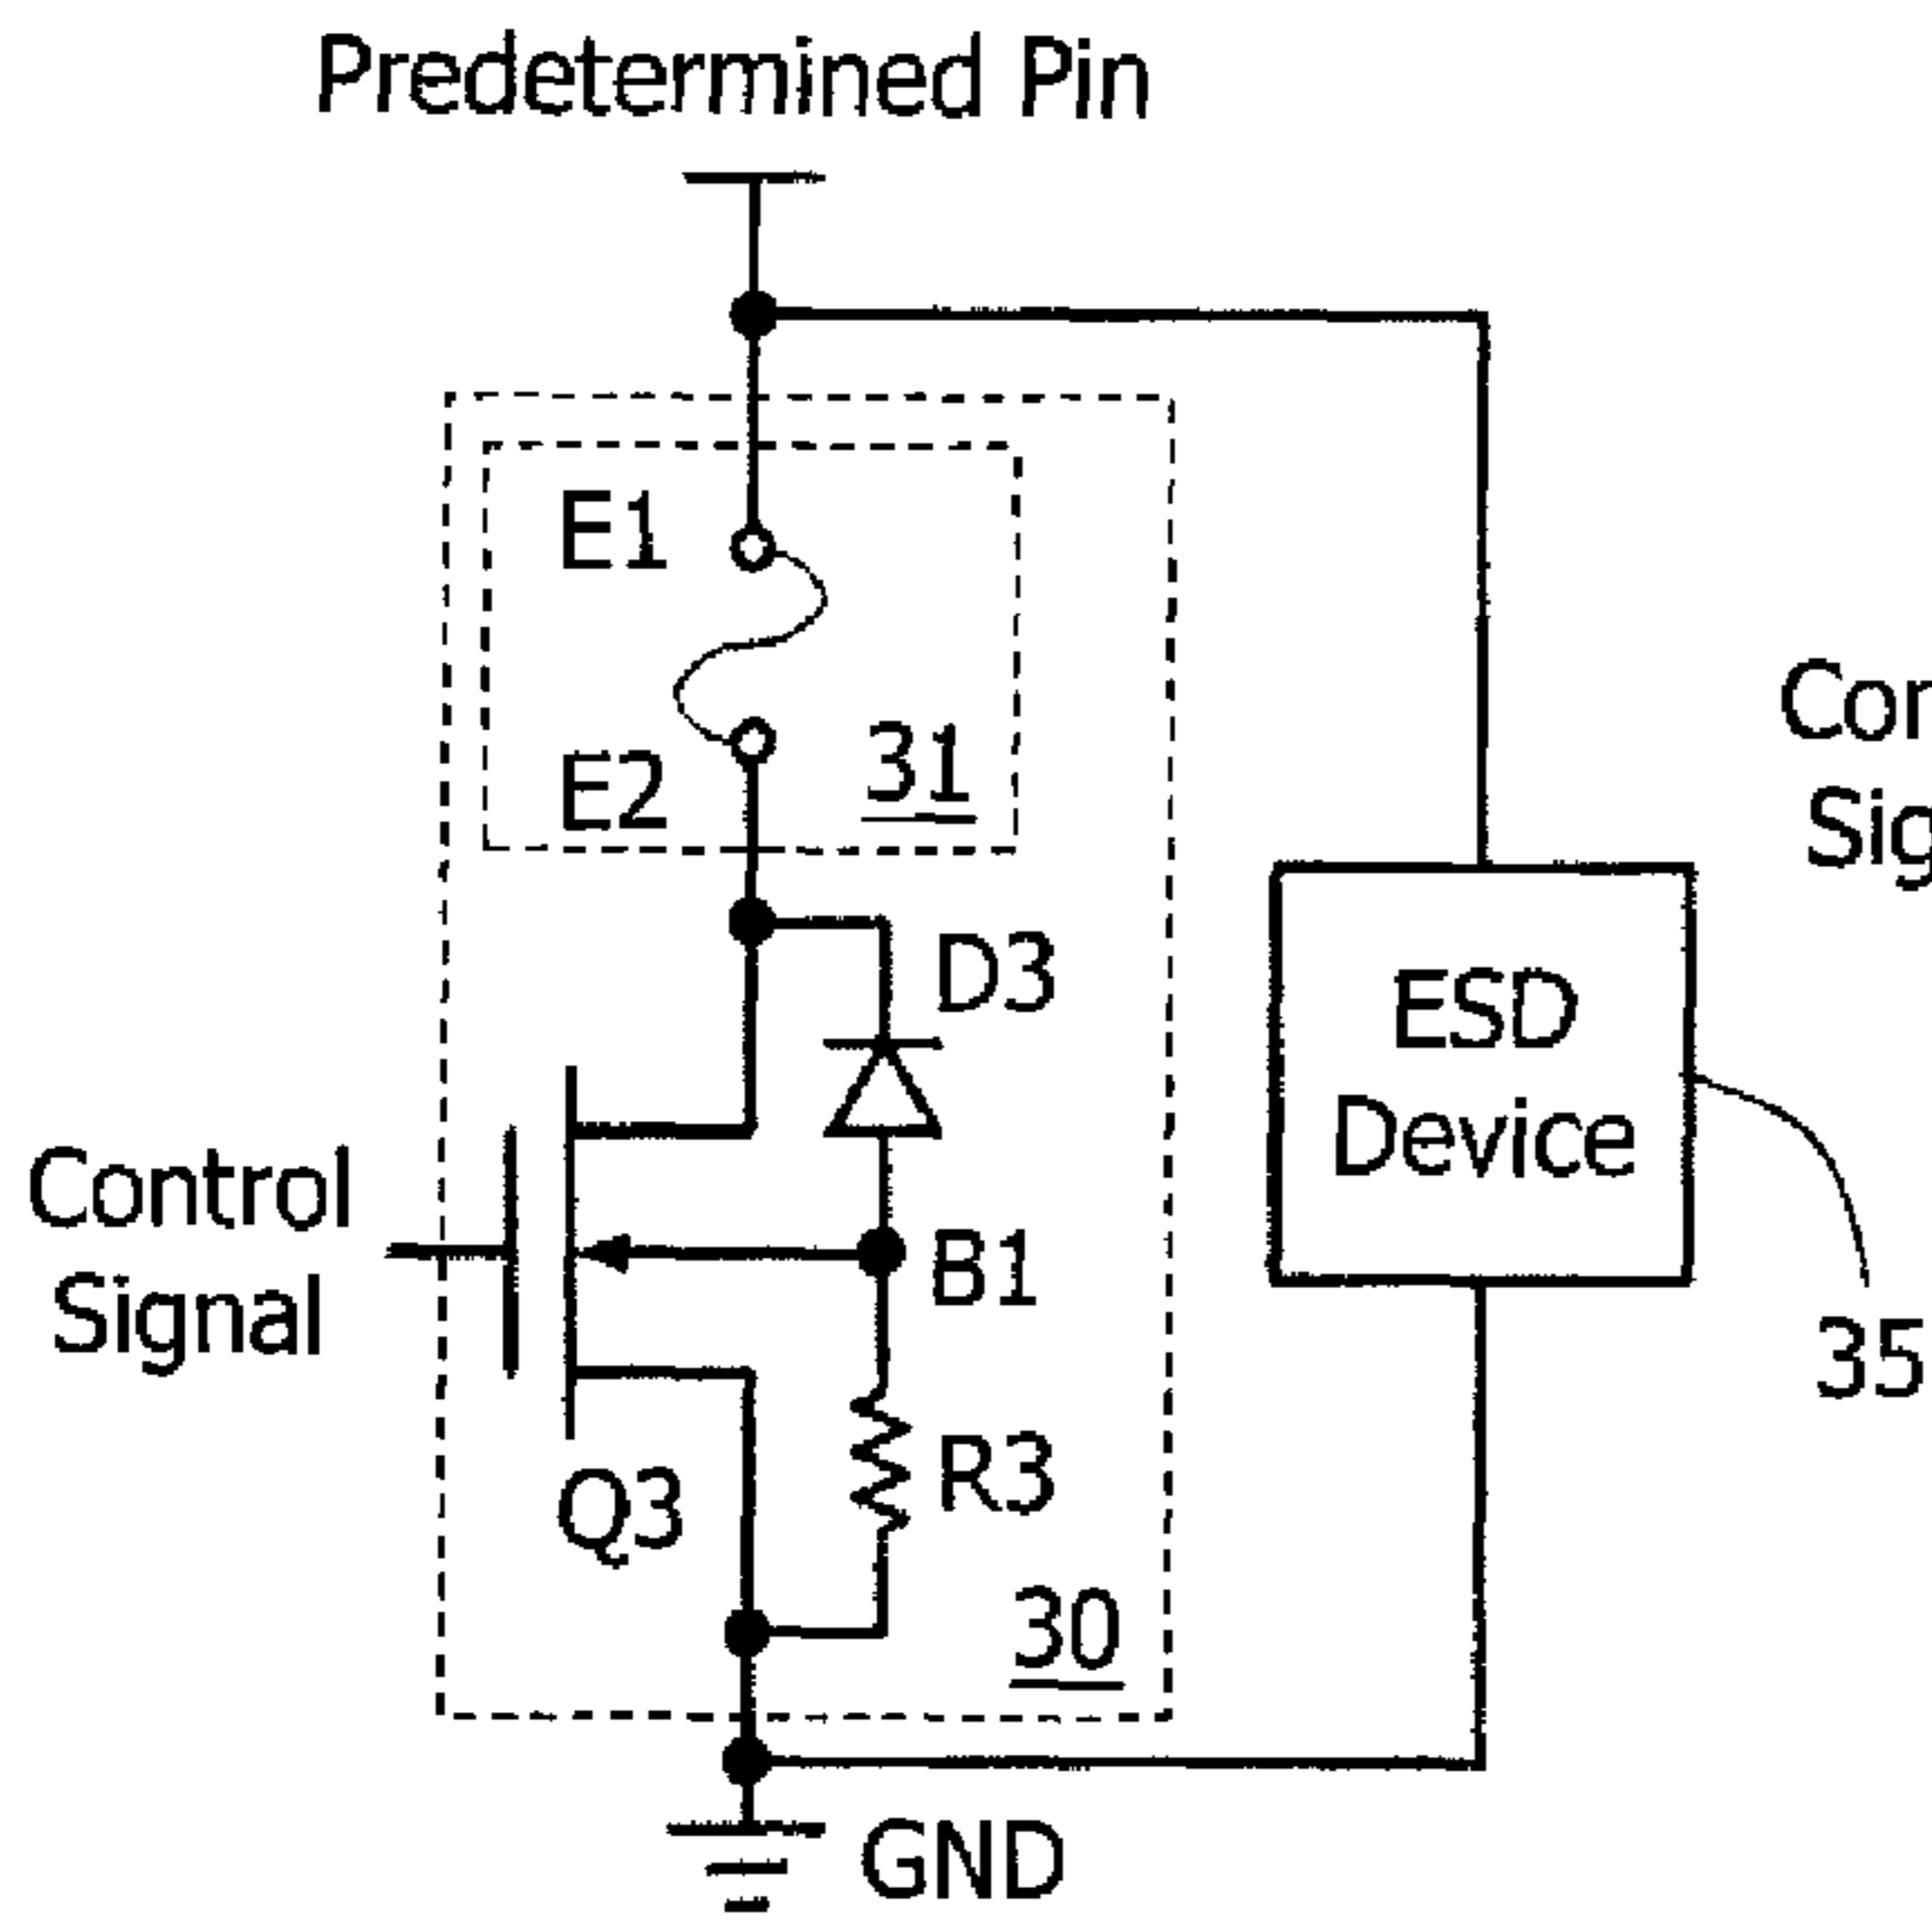 Predetermined Pin
E1
E2
31
D3
Control
Signal
B1
Q3
R3
30
GND
ESD
Device
35